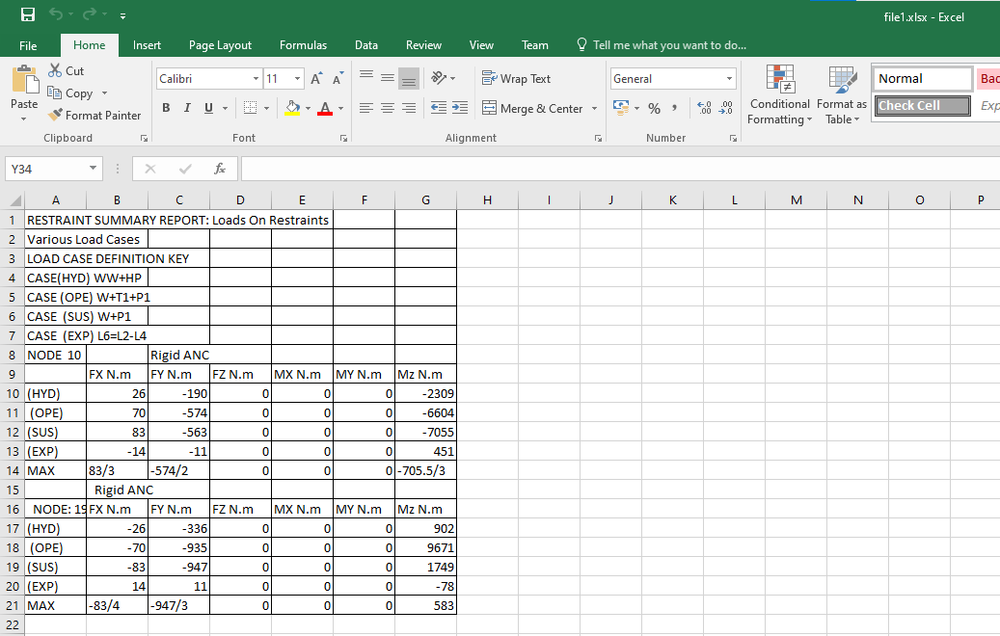 file1.xlsx - Excel
File Home Insert Page Layout Formulas Data Review View Team Tell me what you want to do...
Paste
Cut
Copy
Format Painter
Clipboard
Calibri 11
B I U
Font
Wrap Text
Merge & Center
Alignment
General
Number
Conditional Formatting
Format as Table
Normal
Check Cell
Y34
fx
A B C D E F G H I J K L M N O P
1 RESTRAINT SUMMARY REPORT: Loads On Restraints
2 Various Load Cases
3 LOAD CASE DEFINITION KEY
4 CASE(HYD) WW+HP
5 CASE (OPE) W+T1+P1
6 CASE (SUS) W+P1
7 CASE (EXP) L6=L2-L4
8 NODE 10 Rigid ANC
9 FX N.m FY N.m FZ N.m MX N.m MY N.m Mz N.m
10 (HYD) 26 -190 0 0 0 -2309
11 (OPE) 70 -574 0 0 0 -6604
12 (SUS) 83 -563 0 0 0 -7055
13 (EXP) -14 -11 0 0 0 451
14 MAX 83/3 -574/2 0 0 0 -705.5/3
15 Rigid ANC
16 NODE: 19 FX N.m FY N.m FZ N.m MX N.m MY N.m Mz N.m
17 (HYD) -26 -336 0 0 0 902
18 (OPE) -70 -935 0 0 0 9671
19 (SUS) -83 -947 0 0 0 1749
20 (EXP) 14 11 0 0 0 -78
21 MAX -83/4 -947/3 0 0 0 583
22